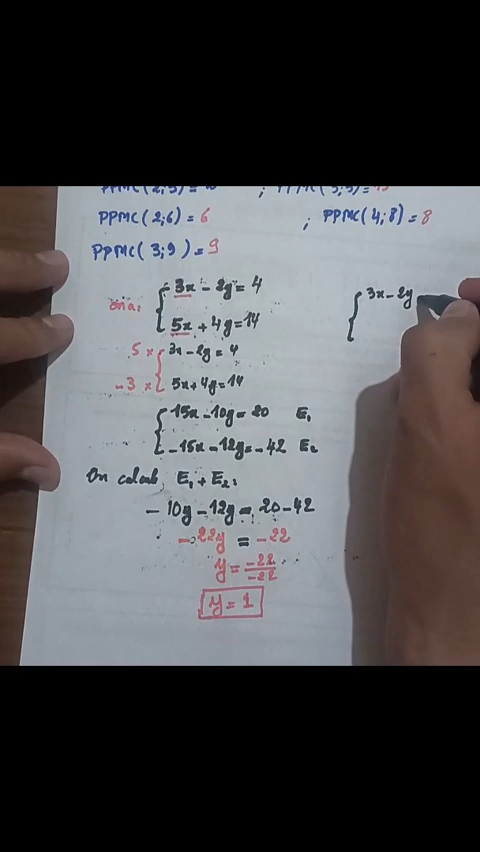 PPMC(2;6) = 6 ; PPMC(4;8) = 8
PPMC(3;9) = 9
on a: { 3x - 2y = 4
5x + 4y = 14
5 × { 3x - 2y = 4
-3 × 5x + 4y = 14
{ 15x - 10y = 20 E₁
-15x - 12y = -42 E₂
On calcul, E₁ + E₂:
- 10y - 12y = 20 - 42
- 22y = - 22
y = -22/-22
y = 1
{ 3x - 2y